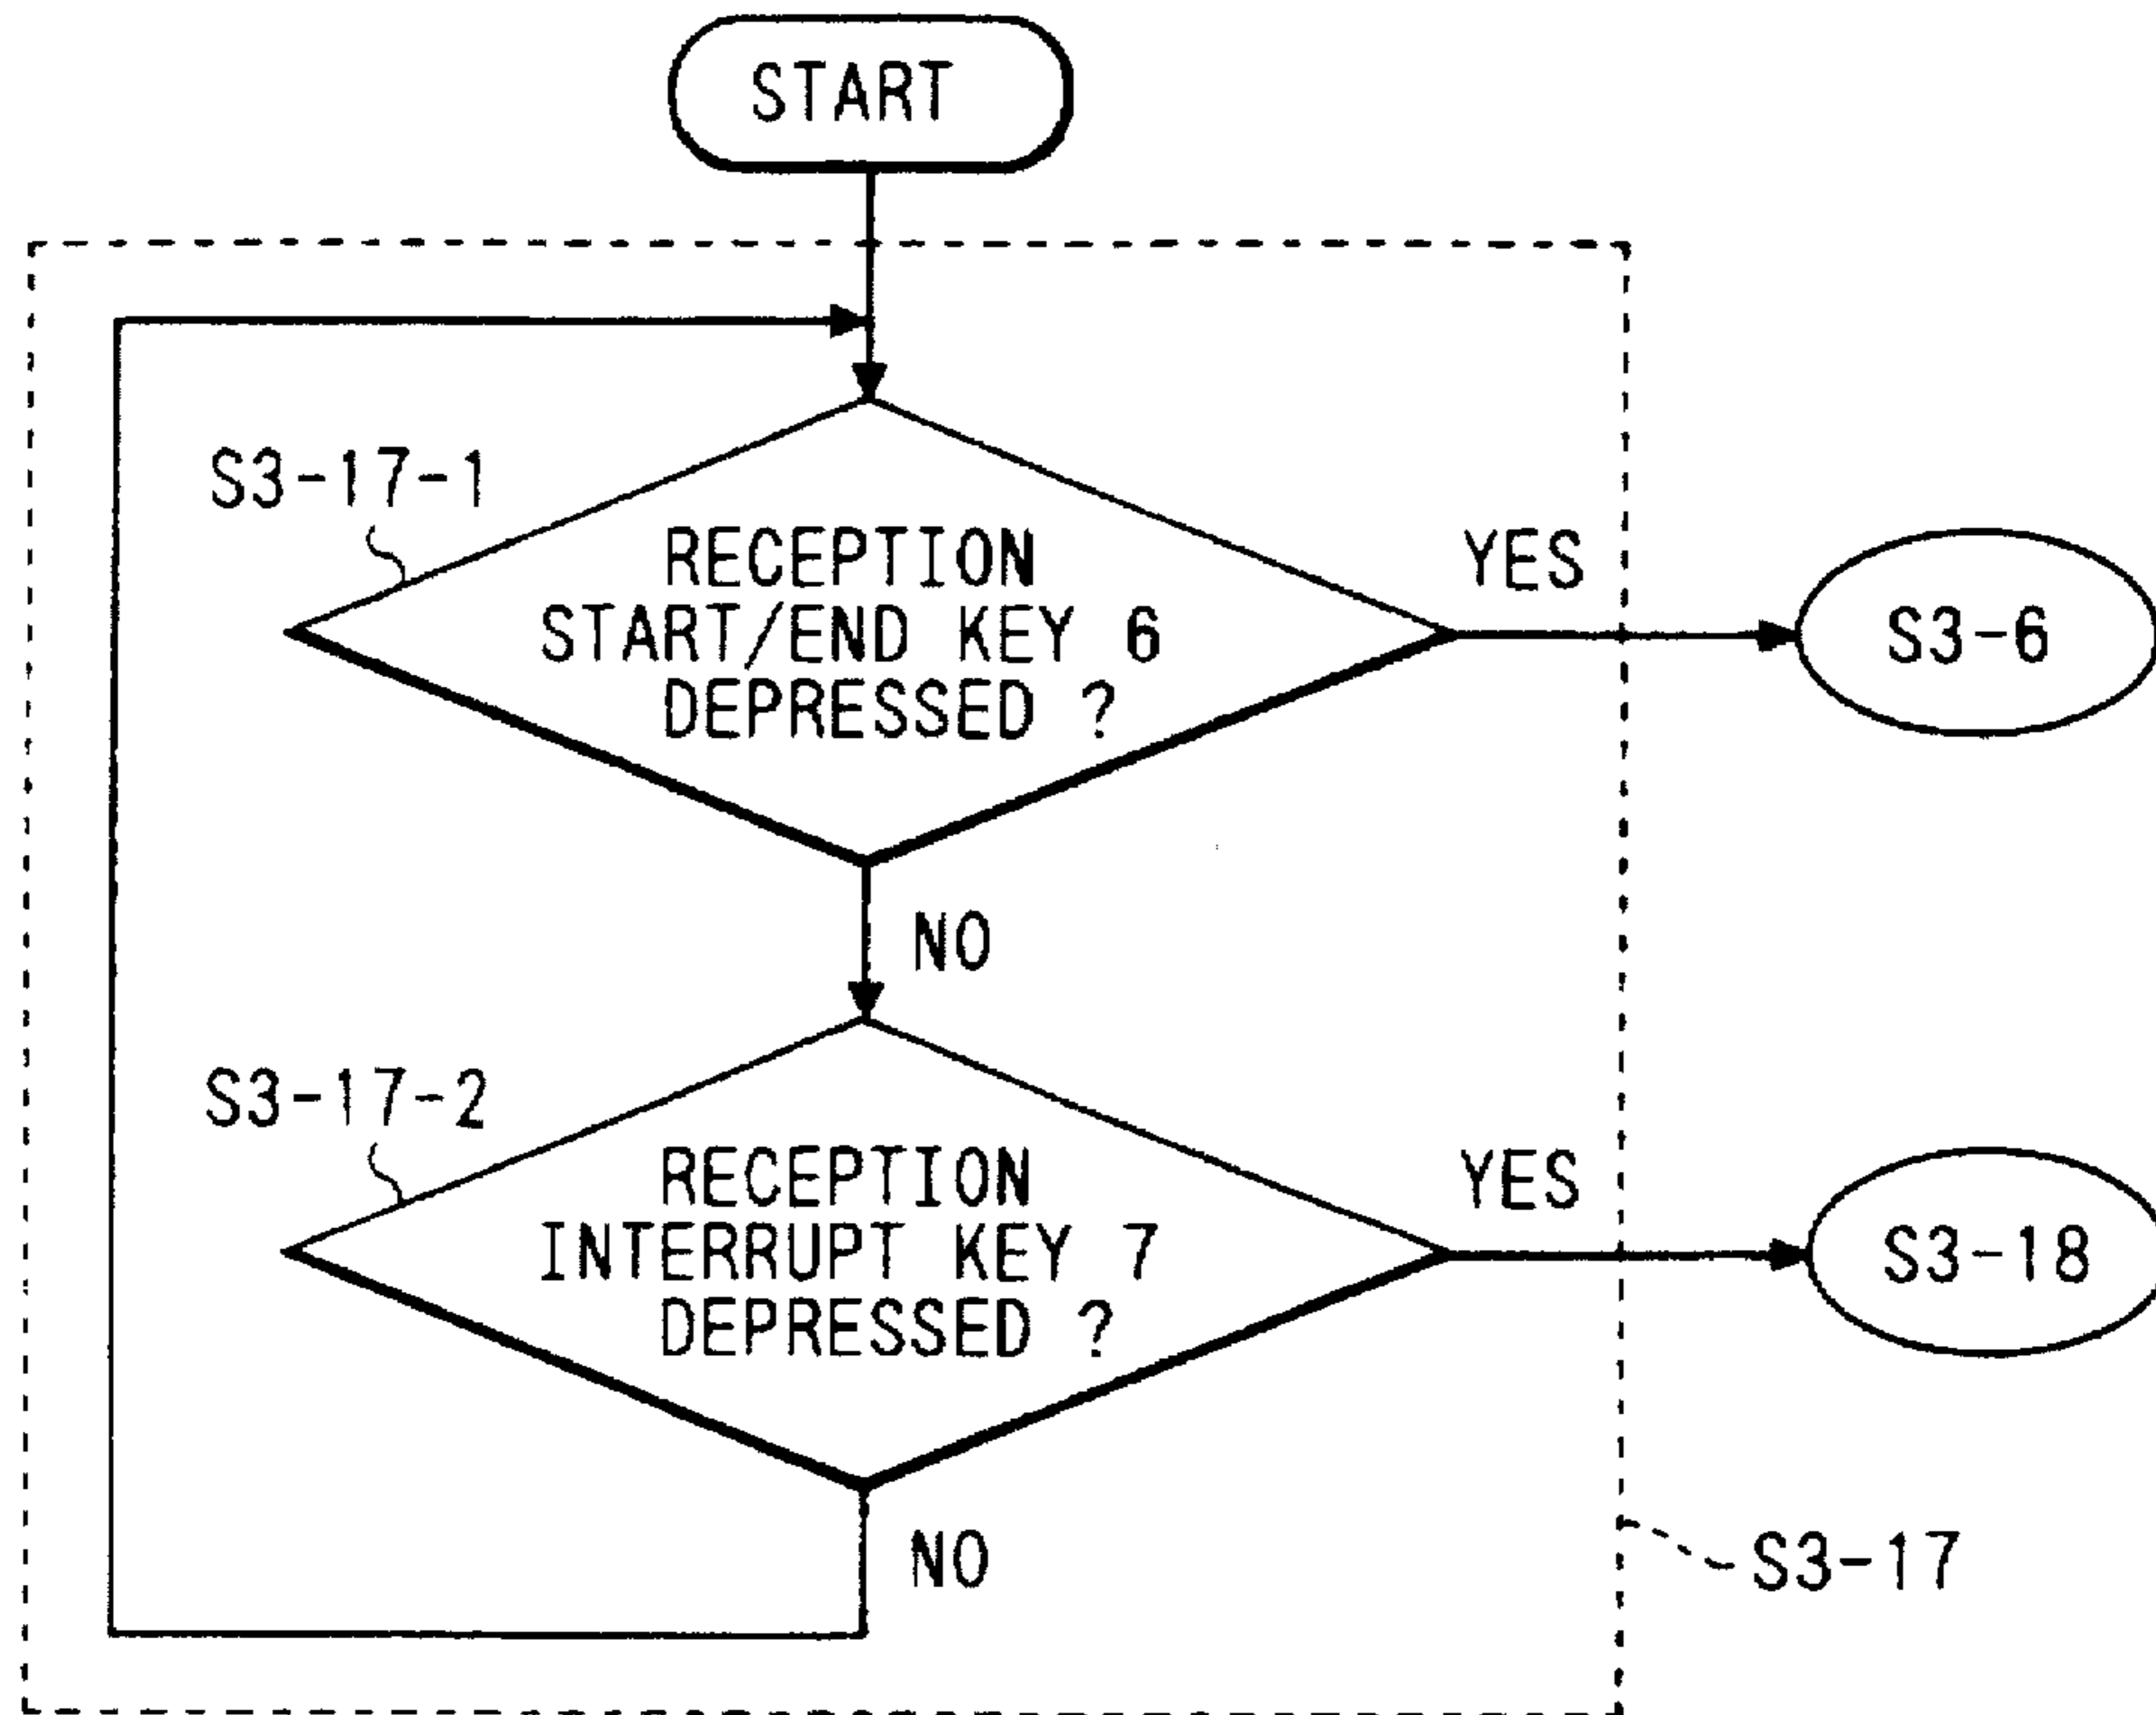 START
S3-17-1
RECEPTION
START/END KEY 6
DEPRESSED ?
YES
S3-6
NO
S3-17-2
RECEPTION
INTERRUPT KEY 7
DEPRESSED ?
YES
S3-18
NO
S3-17